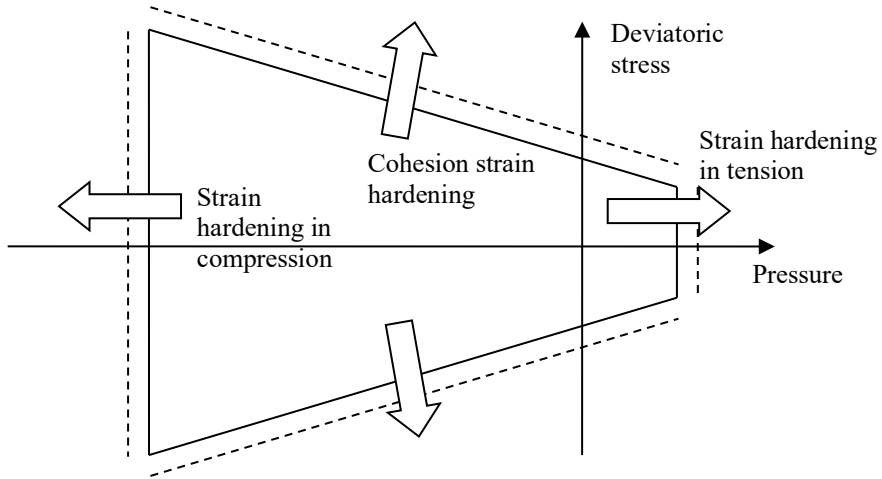 Deviatoric
stress
Strain hardening
in tension
Cohesion strain
hardening
Strain
hardening in
compression
Pressure